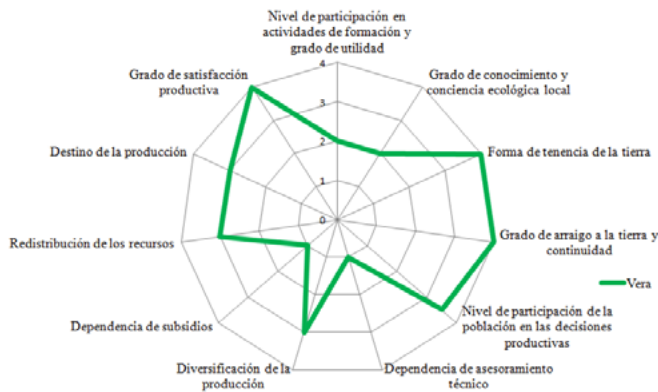 Nivel de participación en
actividades de formación y
grado de utilidad
Grado de satisfacción
productiva
Grado de conocimiento y
conciencia ecológica local
Destino de la producción
Forma de tenencia de la tierra
Redistribución de los recursos
Grado de arraigo a la tierra y
continuidad
Vera
Dependencia de subsidios
Nivel de participación de la
población en las decisiones
productivas
Diversificación de la
producción
Dependencia de asesoramiento
técnico
4
3
2
1
0